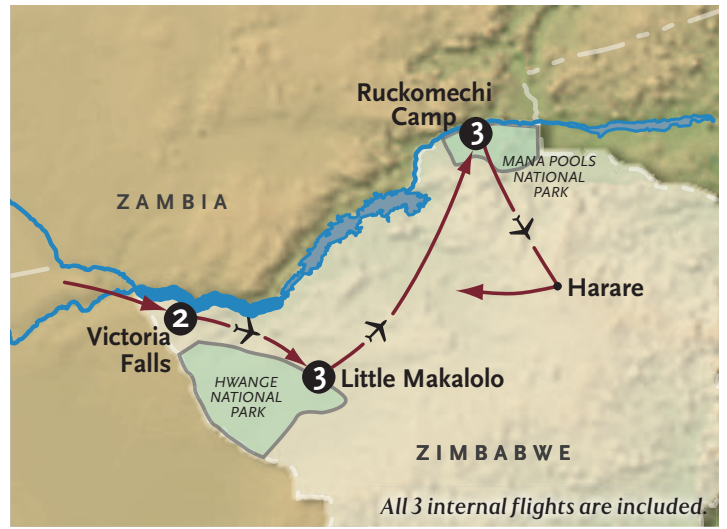 Ruckomechi
Camp
3
MANA POOLS
NATIONAL
PARK
ZAMBIA
Harare
2
Victoria
Falls
3 Little Makalolo
HWANGE
NATIONAL
PARK
ZIMBABWE
All 3 internal flights are included.